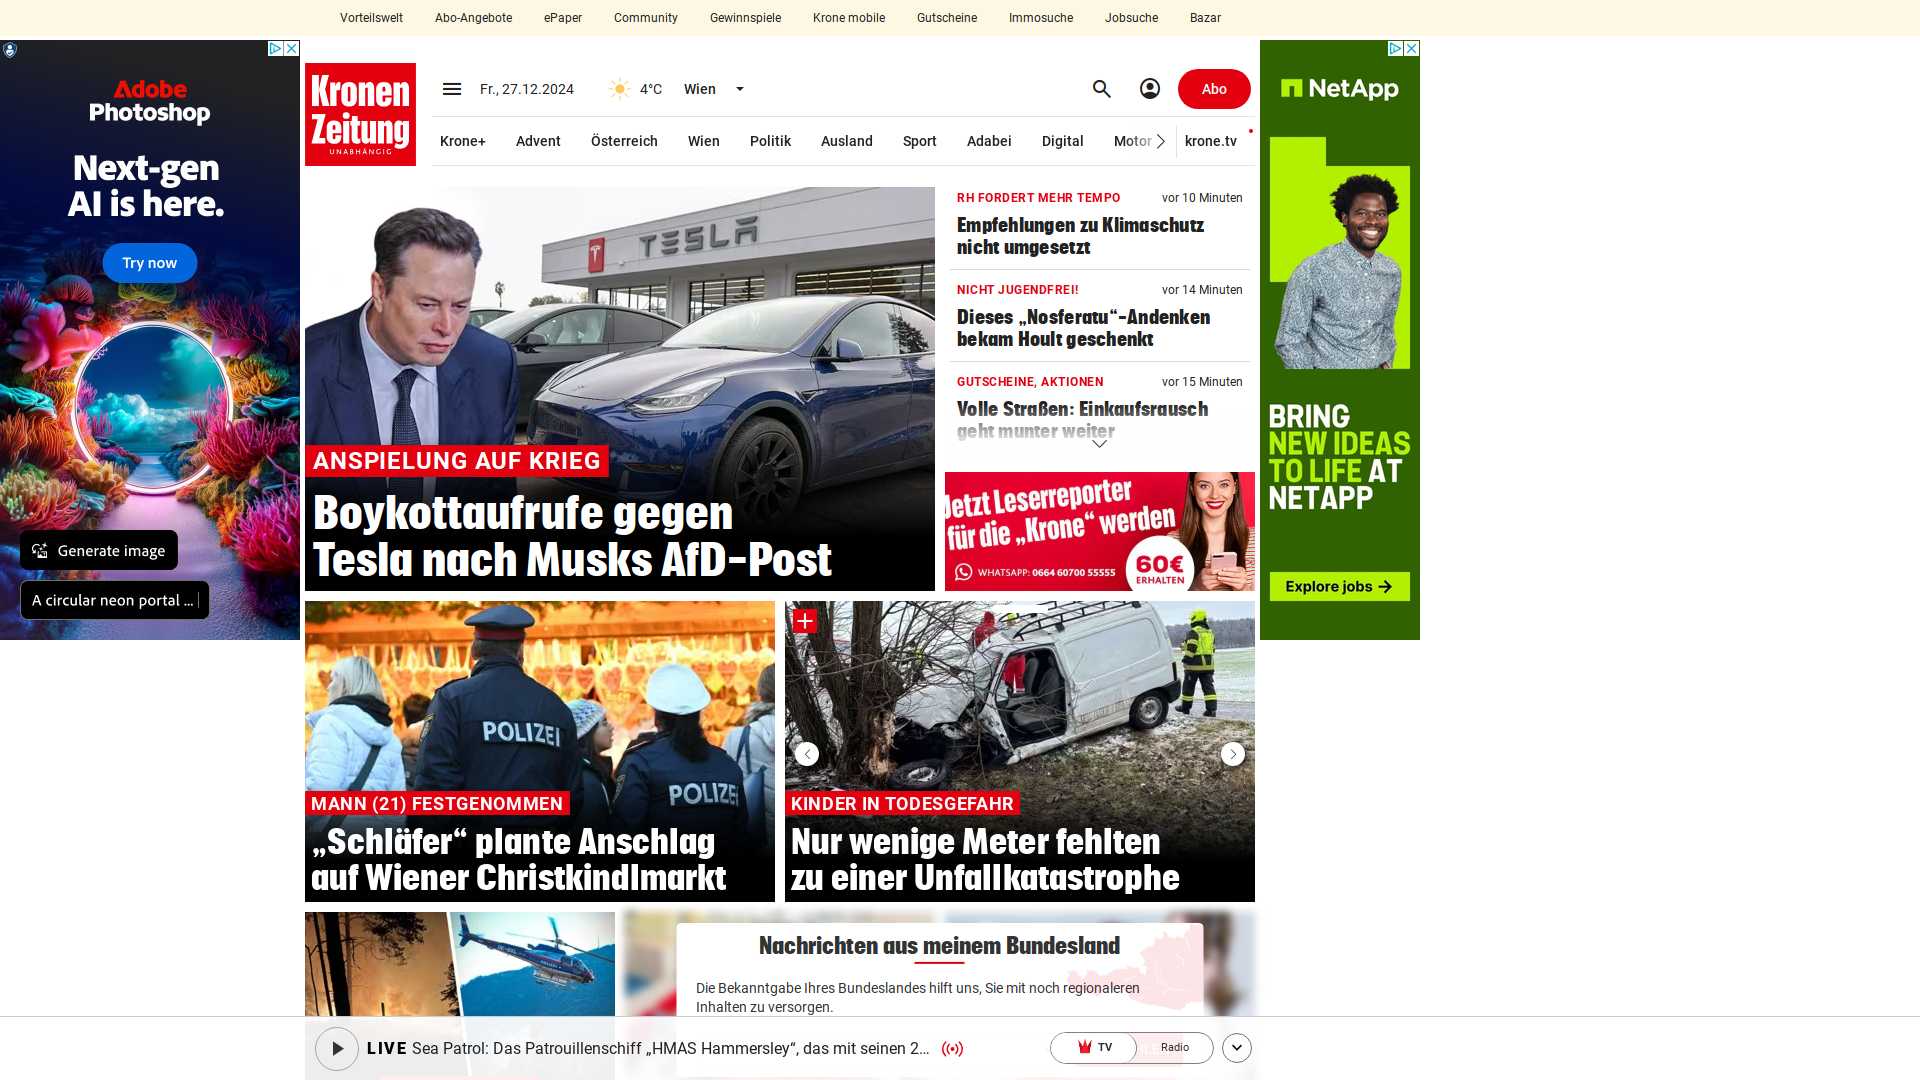 Vorteilswelt Abo-Angebote ePaper Community Gewinnspiele Krone mobile Gutscheine Immosuche Jobsuche Bazar
Adobe
Photoshop
Next-gen
AI is here.
Try now
Generate image
A circular neon portal ...
Kronen
Zeitung
UNABHÄNGIG
Fr., 27.12.2024 4°C Wien
Abo
Krone+ Advent Österreich Wien Politik Ausland Sport Adabei Digital Motor krone.tv
TESLA
ANSPIELUNG AUF KRIEG
Boykottaufrufe gegen
Tesla nach Musks AfD-Post
RH FORDERT MEHR TEMPO vor 10 Minuten
Empfehlungen zu Klimaschutz
nicht umgesetzt
NICHT JUGENDFREI! vor 14 Minuten
Dieses „Nosferatu“-Andenken
bekam Hoult geschenkt
GUTSCHEINE, AKTIONEN vor 15 Minuten
Volle Straßen: Einkaufsrausch
geht munter weiter
Jetzt Leserreporter
für die „Krone“ werden
WHATSAPP: 0664 60700 55555
60€
ERHALTEN
NetApp
BRING
NEW IDEAS
TO LIFE AT
NETAPP
Explore jobs →
POLIZEI
POLIZEI
MANN (21) FESTGENOMMEN
„Schläfer“ plante Anschlag
auf Wiener Christkindlmarkt
KINDER IN TODESGEFAHR
Nur wenige Meter fehlten
zu einer Unfallkatastrophe
Nachrichten aus meinem Bundesland
Die Bekanntgabe Ihres Bundeslandes hilft uns, Sie mit noch regionaleren
Inhalten zu versorgen.
LIVE Sea Patrol: Das Patrouillenschiff „HMAS Hammersley“, das mit seinen 2...
TV Radio